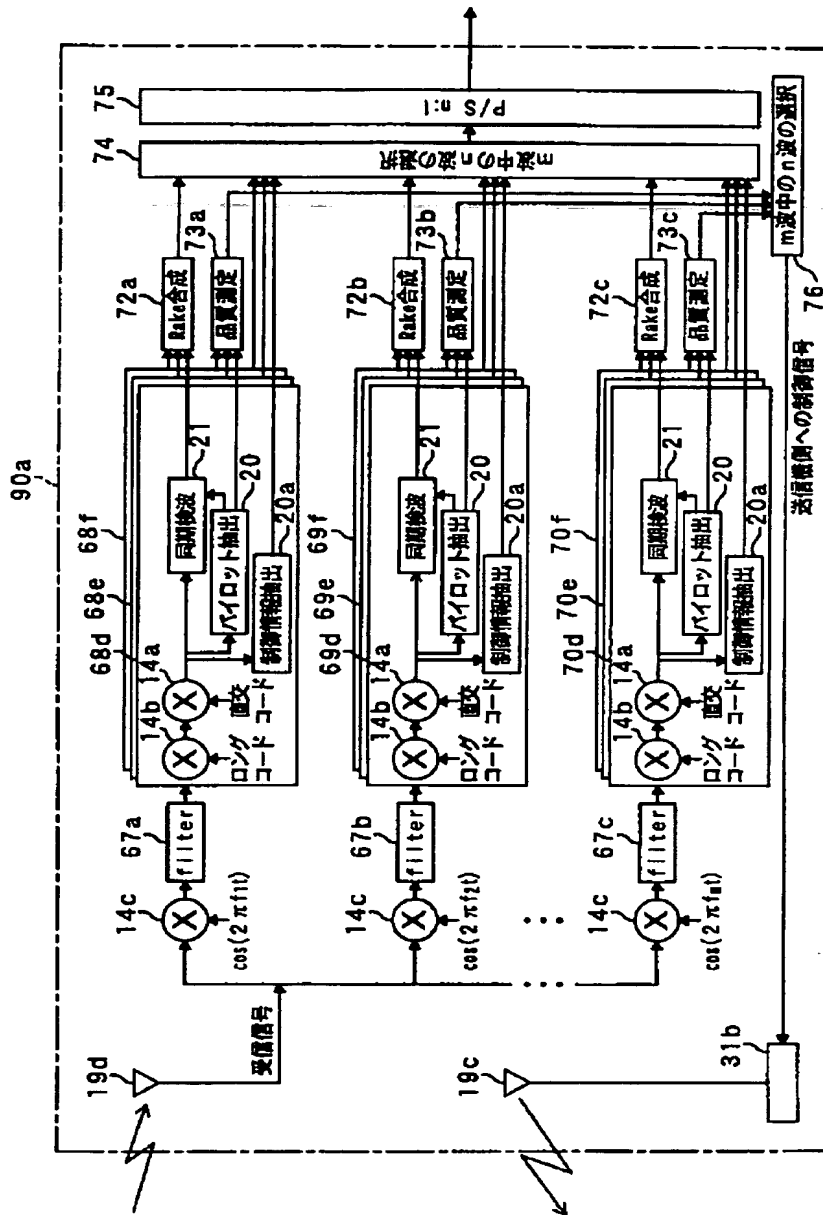 90a
19d
受信信号
14c
cos(2πf1t)
67a
filter
68d
68e
68f
14b
14a
ロング
コード
直交
コード
同期検波
21
パイロット抽出
20
制御情報抽出
20a
72a
Rake合成
73a
品質測定
14c
cos(2πf2t)
67b
filter
69d
69e
69f
14b
14a
ロング
コード
直交
コード
同期検波
21
パイロット抽出
20
制御情報抽出
20a
72b
Rake合成
73b
品質測定
14c
cos(2πfmt)
67c
filter
70d
70e
70f
14b
14a
ロング
コード
直交
コード
同期検波
21
パイロット抽出
20
制御情報抽出
20a
72c
Rake合成
73c
品質測定
74
m波中のn波の選択
75
P/S n:1
m波中のn波の選択
76
送信機側への制御信号
19c
31b